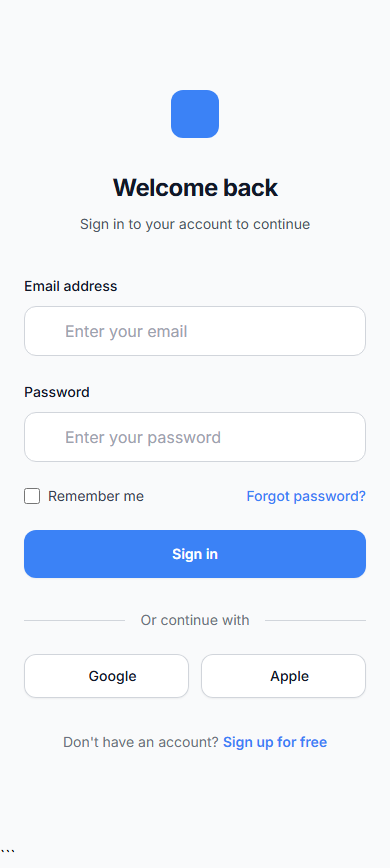 Welcome back
Sign in to your account to continue
Email address
Enter your email
Password
Enter your password
Remember me Forgot password?
Sign in
Or continue with
Google Apple
Don't have an account? Sign up for free
```